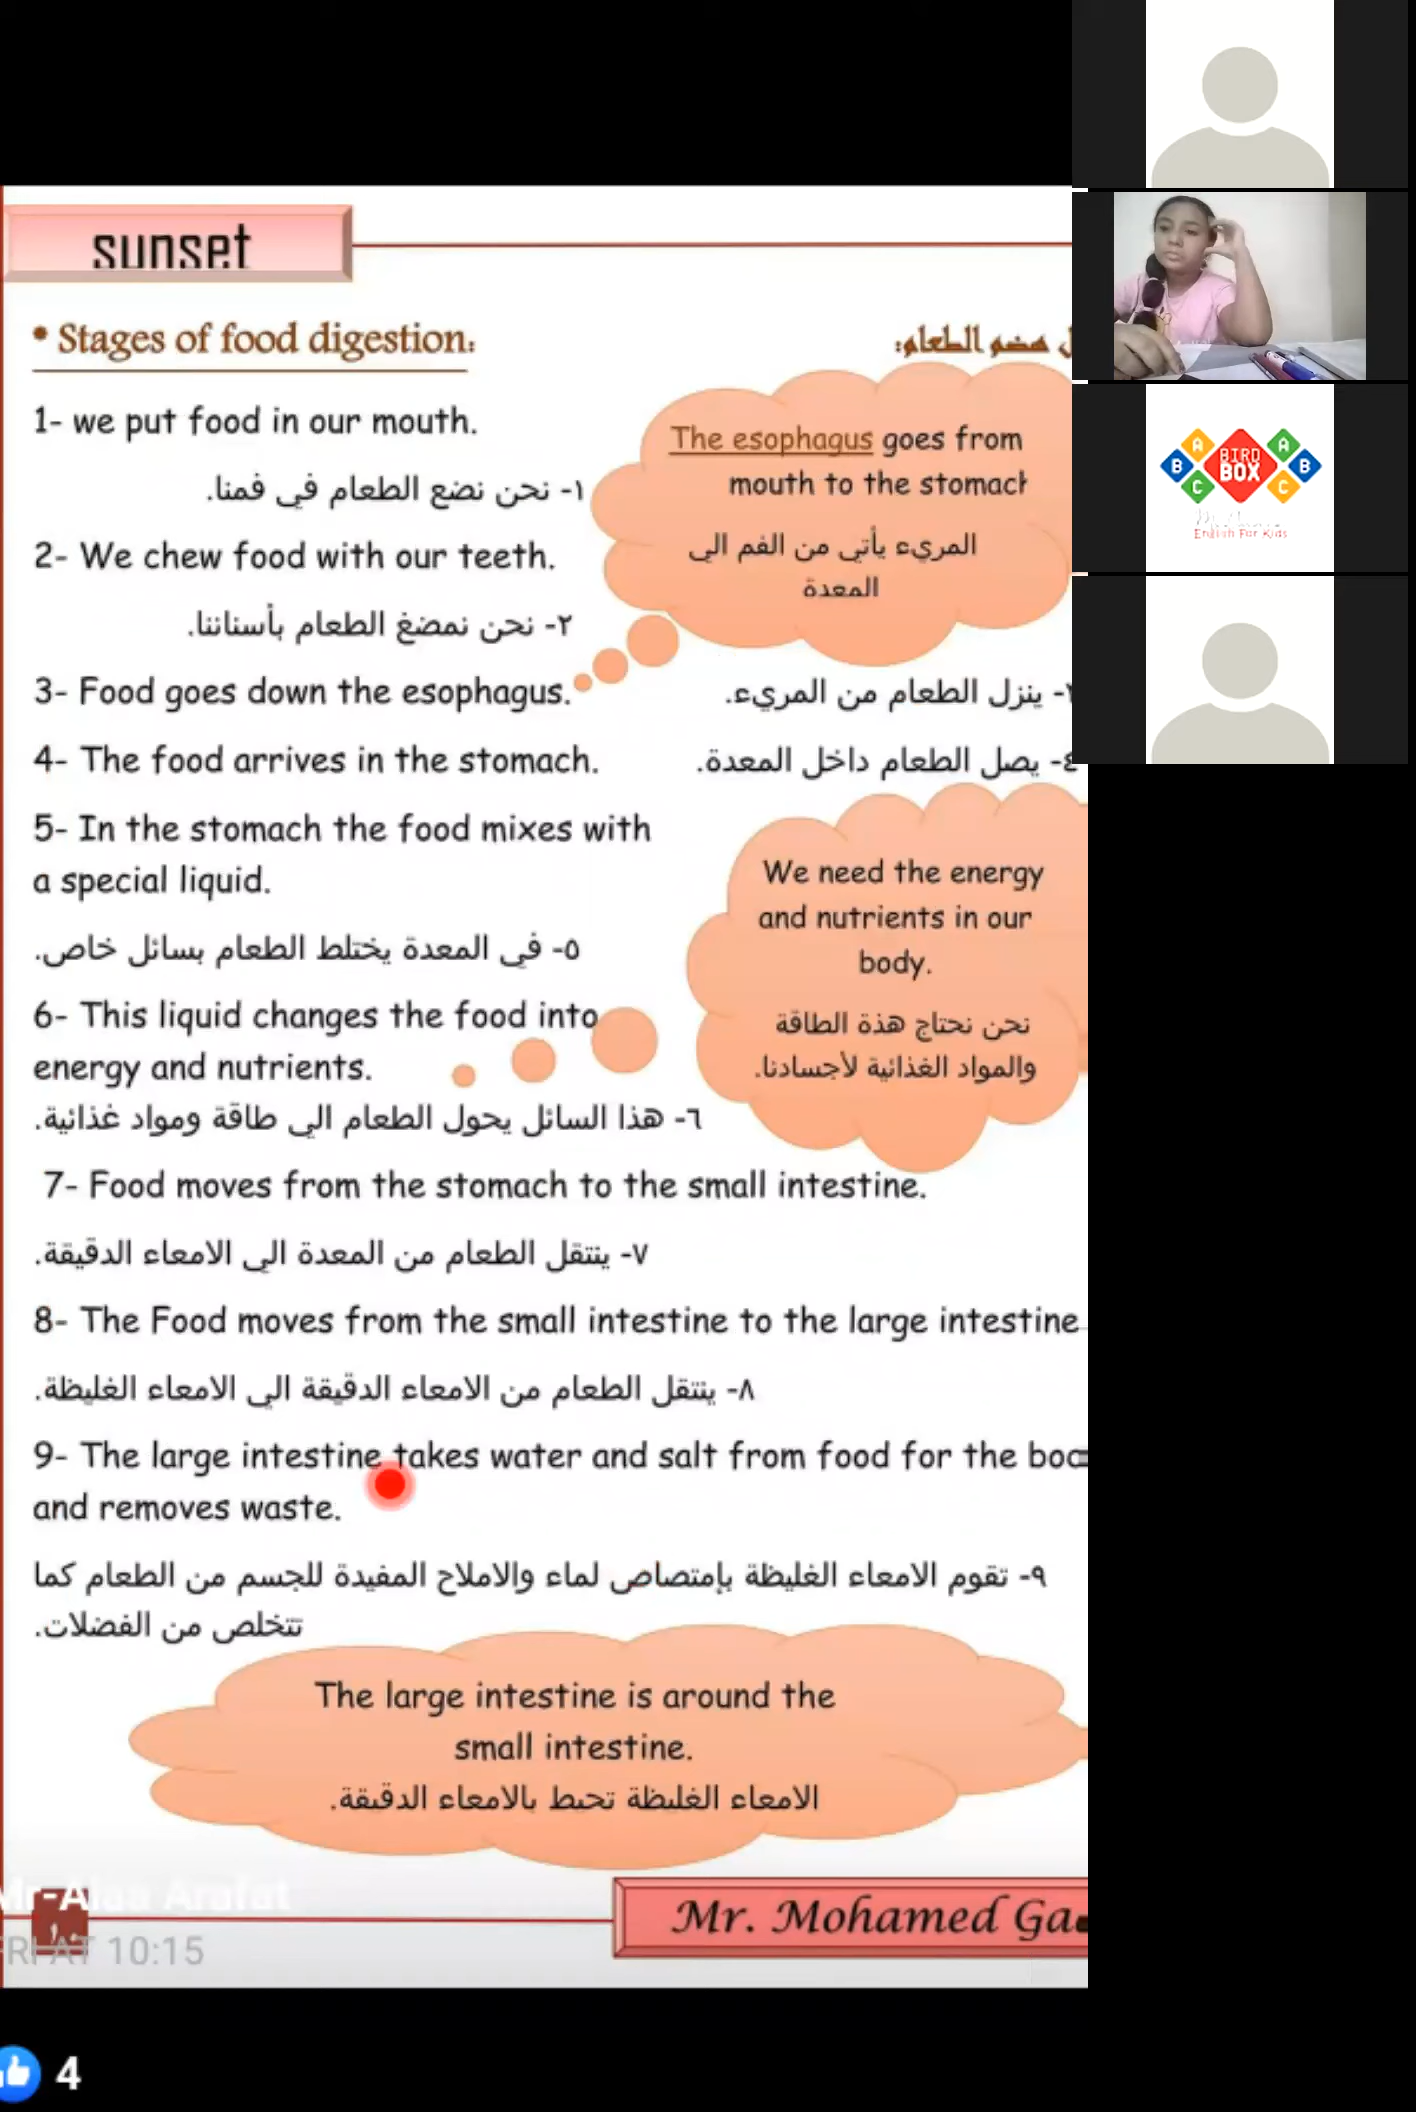 sunset
• Stages of food digestion:
هضم الطعام:
1- we put food in our mouth.
١- نحن نضع الطعام في فمنا.
The esophagus goes from
mouth to the stomach
المريء يأتي من الفم الي
المعدة
2- We chew food with our teeth.
٢- نحن نمضغ الطعام بأسناننا.
3- Food goes down the esophagus.
- ينزل الطعام من المريء.
4- The food arrives in the stomach.
٤- يصل الطعام داخل المعدة.
5- In the stomach the food mixes with
a special liquid.
٥- في المعدة يختلط الطعام بسائل خاص.
We need the energy
and nutrients in our
body.
نحن نحتاج هذة الطاقة
والمواد الغذائية لأجسادنا.
6- This liquid changes the food into
energy and nutrients.
٦- هذا السائل يحول الطعام الي طاقة ومواد غذائية.
7- Food moves from the stomach to the small intestine.
٧- ينتقل الطعام من المعدة الي الامعاء الدقيقة.
8- The Food moves from the small intestine to the large intestine
٨- ينتقل الطعام من الامعاء الدقيقة الي الامعاء الغليظة.
9- The large intestine takes water and salt from food for the
and removes waste.
٩- تقوم الامعاء الغليظة بإمتصاص لماء والاملاح المفيدة للجسم من الطعام كما
تتخلص من الفضلات.
The large intestine is around the
small intestine.
الامعاء الغليظة تحيط بالامعاء الدقيقة.
Mr-Alaa Arafat
١٠
AT 10:15
Mr. Mohamed
4
A A
B BIRD BOX B
C C
English For Kids